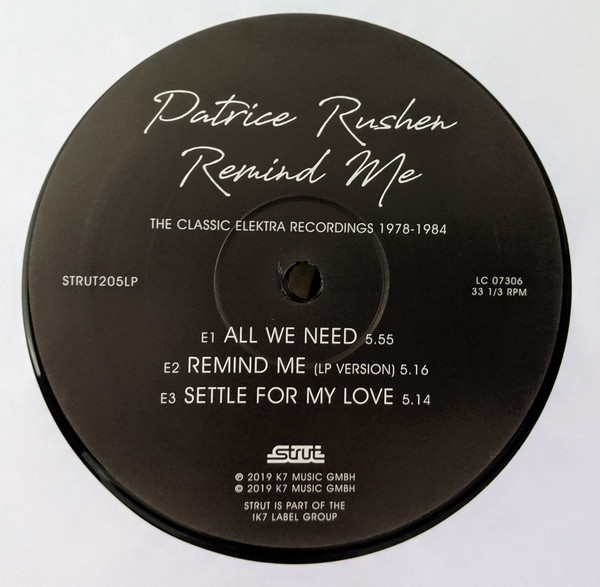 Patrice Rushen
Remind Me
THE CLASSIC ELEKTRA RECORDINGS 1978-1984
STRUT205LP
LC 07306
33 1/3 RPM
E1 ALL WE NEED 5.55
E2 REMIND ME (LP VERSION) 5.16
E3 SETTLE FOR MY LOVE 5.14
Strut
℗ 2019 K7 MUSIC GMBH
© 2019 K7 MUSIC GMBH
STRUT IS PART OF THE
!K7 LABEL GROUP